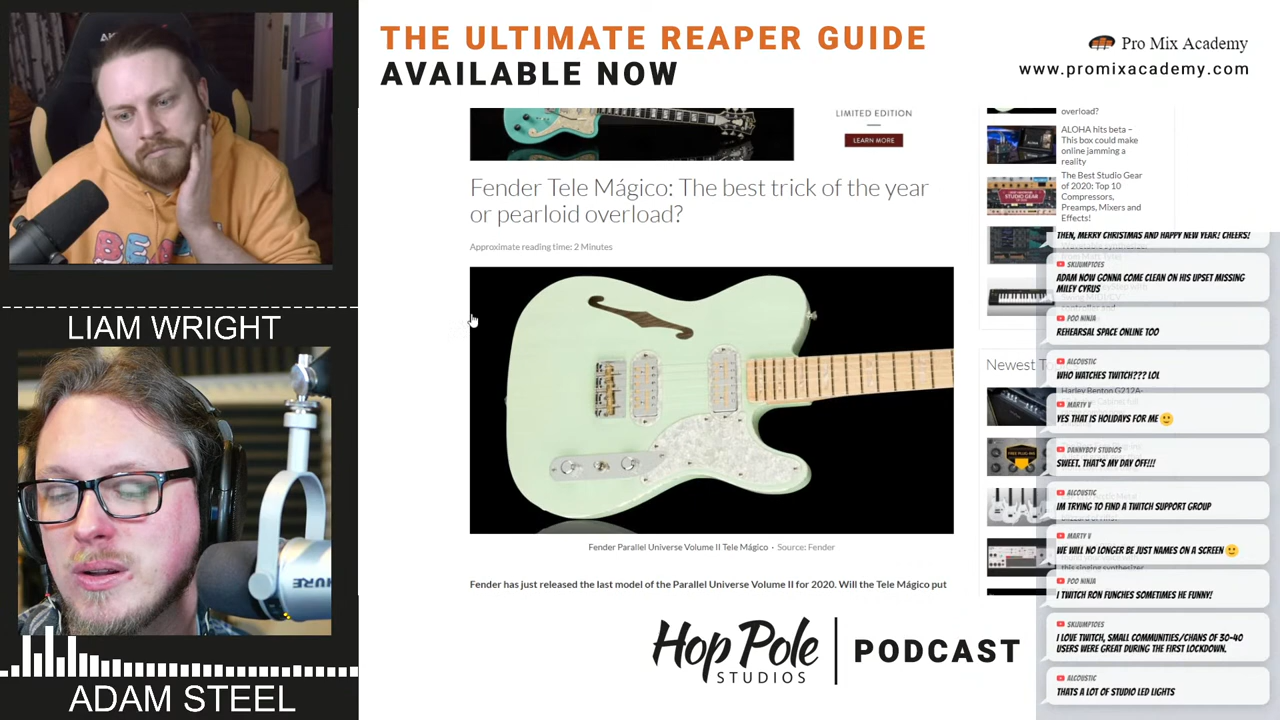 THE ULTIMATE REAPER GUIDE
AVAILABLE NOW
Pro Mix Academy
www.promixacademy.com
LIAM WRIGHT
ADAM STEEL
LIMITED EDITION
LEARN MORE
Fender Tele Mágico: The best trick of the year
or pearloid overload?
Approximate reading time: 2 Minutes
Fender Parallel Universe Volume II Tele Mágico • Source: Fender
Fender has just released the last model of the Parallel Universe Volume II for 2020. Will the Tele Mágico put
overload?
ALOHA hits beta –
This box could make
online jamming a
reality
The Best Studio Gear
of 2020: Top 10
Compressors,
Preamps, Mixers and
Effects!
Newest
Harley Benton G212A-
THEN, MERRY CHRISTMAS AND HAPPY NEW YEAR! CHEERS!
SKIJUMPTOES
ADAM NOW GONNA COME CLEAN ON HIS UPSET MISSING
MILEY CYRUS
POO NINJA
REHEARSAL SPACE ONLINE TOO
ALCOUSTIC
WHO WATCHES TWITCH??? LOL
MARTY V
YES THAT IS HOLIDAYS FOR ME 🙂
DANNYBOY STUDIOS
SWEET. THAT'S MY DAY OFF!!!
ALCOUSTIC
IM TRYING TO FIND A TWITCH SUPPORT GROUP
MARTY V
WE WILL NO LONGER BE JUST NAMES ON A SCREEN 🙂
POO NINJA
I TWITCH RON FUNCHES SOMETIMES HE FUNNY!
SKIJUMPTOES
I LOVE TWITCH, SMALL COMMUNITIES/CHANS OF 30-40
USERS WERE GREAT DURING THE FIRST LOCKDOWN.
ALCOUSTIC
THATS A LOT OF STUDIO LED LIGHTS
Hop Pole
STUDIOS
PODCAST